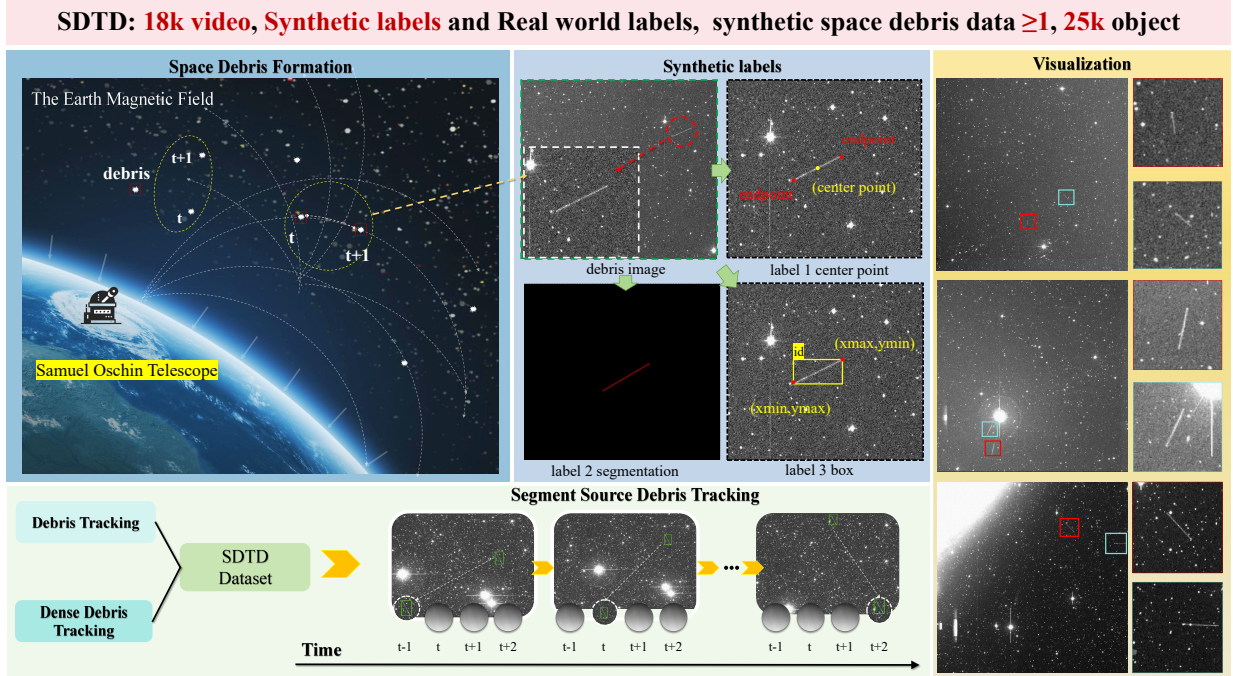 SDTD: 18k video, Synthetic labels and Real world labels, synthetic space debris data ≥1, 25k object
Space Debris Formation
The Earth Magnetic Field
t+1
debris
t
t
t+1
Samuel Oschin Telescope
Synthetic labels
debris image
endpoint
endpoint
(center point)
label 1 center point
label 2 segmentation
id
(xmax,ymin)
(xmin,ymax)
label 3 box
Visualization
Segment Source Debris Tracking
Debris Tracking
Dense Debris
Tracking
SDTD
Dataset
...
t-1 t t+1 t+2
t-1 t t+1 t+2
t-1 t t+1 t+2
Time